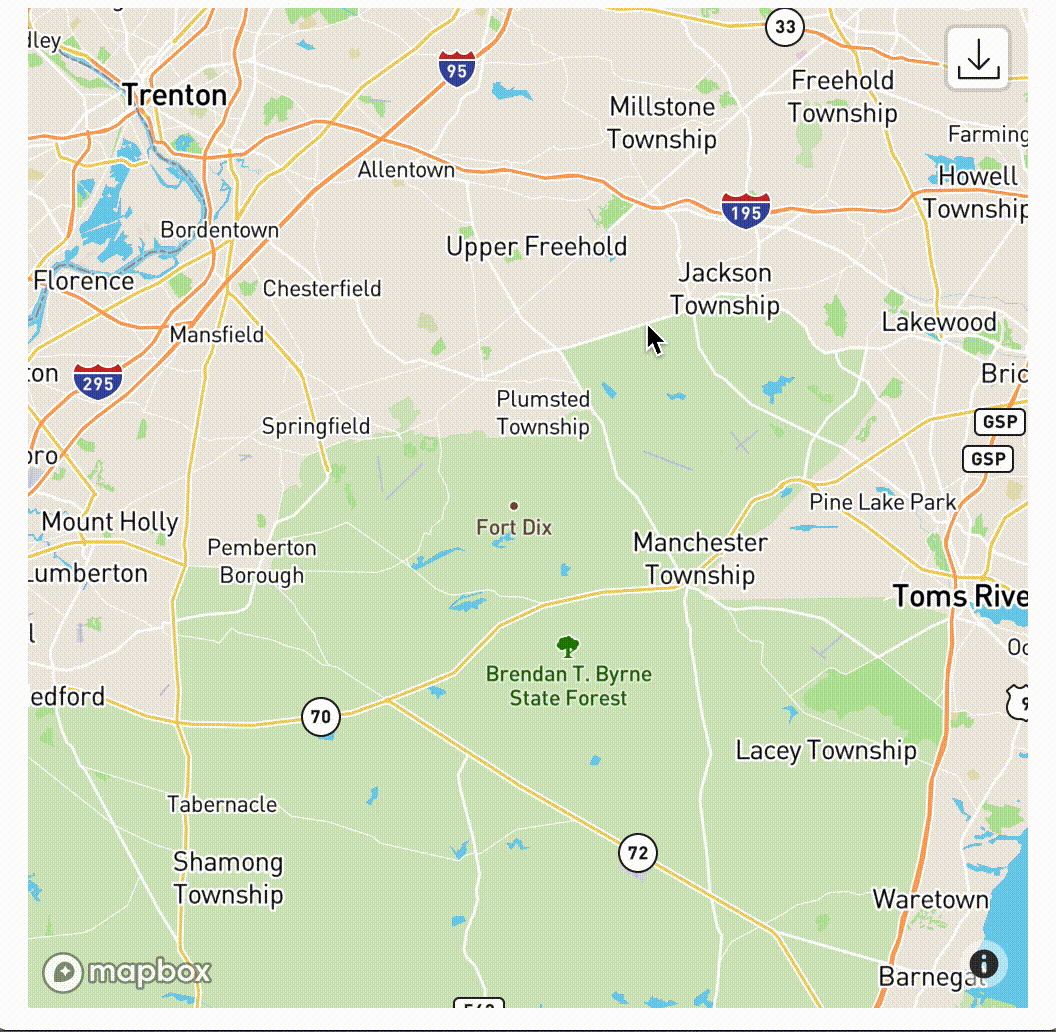 dley
33
95
Trenton
Freehold
Township
Millstone
Township
Farming
Allentown
Howell
Township
195
Bordentown
Upper Freehold
Jackson
Township
Florence
Chesterfield
Lakewood
Mansfield
ton
295
Bric
Plumsted
Township
GSP
Springfield
oro
GSP
Pine Lake Park
Mount Holly
Fort Dix
Manchester
Township
Pemberton
Borough
Lumberton
Toms Rive
l
Oc
Brendan T. Byrne
State Forest
edford
9
70
Lacey Township
Tabernacle
72
Shamong
Township
Waretown
mapbox
Barnegat
i